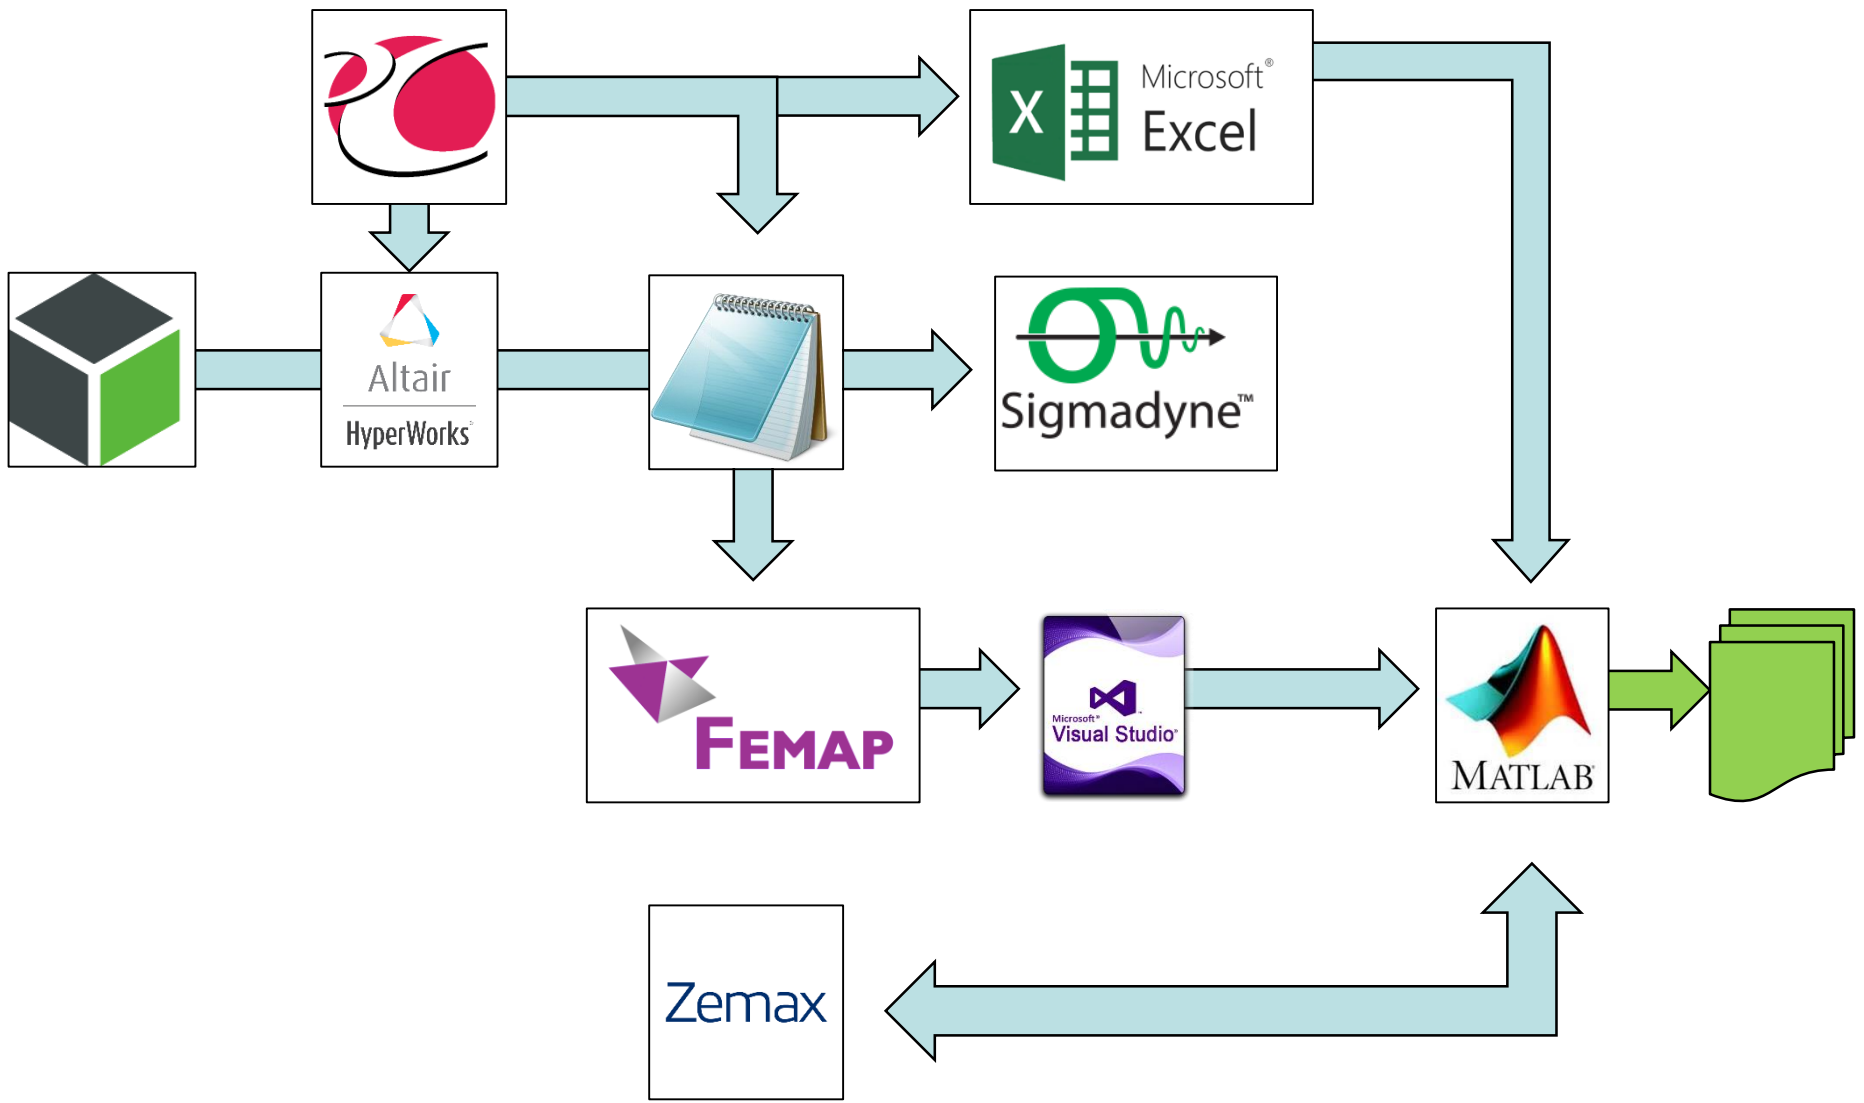 X
Microsoft®
Excel
Altair
HyperWorks
Sigmadyne™
FEMAP
Microsoft®
Visual Studio®
MATLAB®
Zemax